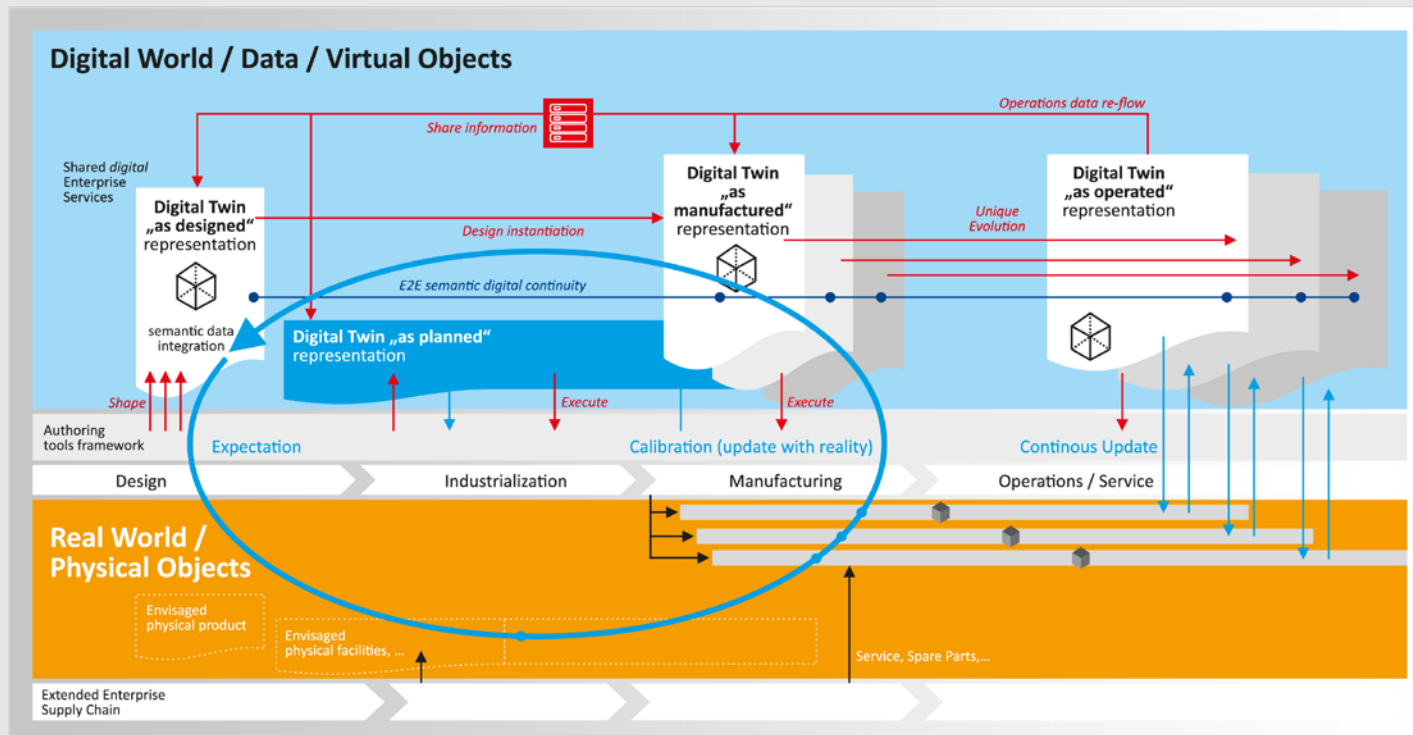 Digital World / Data / Virtual Objects
Operations data re-flow
Share information
Shared digital
Enterprise
Services
Digital Twin
„as designed“
representation
semantic data
integration
Design instantiation
Digital Twin
„as
manufactured“
representation
Digital Twin
„as operated“
representation
Unique
Evolution
E2E semantic digital continuity
Digital Twin „as planned“
representation
Shape
Execute
Execute
Authoring
tools framework
Expectation
Calibration (update with reality)
Continous Update
Design
Industrialization
Manufacturing
Operations / Service
Real World /
Physical Objects
Envisaged
physical product
Envisaged
physical facilities, ...
Service, Spare Parts,...
Extended Enterprise
Supply Chain